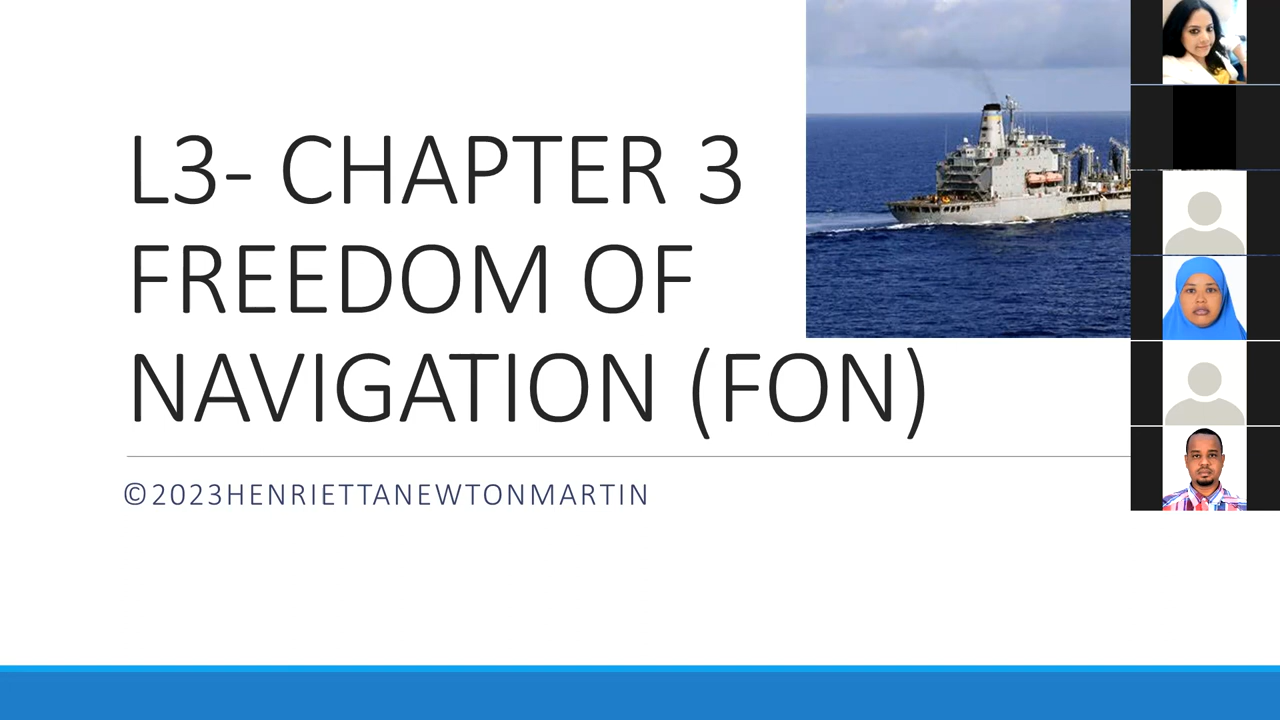 L3- CHAPTER 3
FREEDOM OF
NAVIGATION (FON)
©2023HENRIETTANEWTONMARTIN